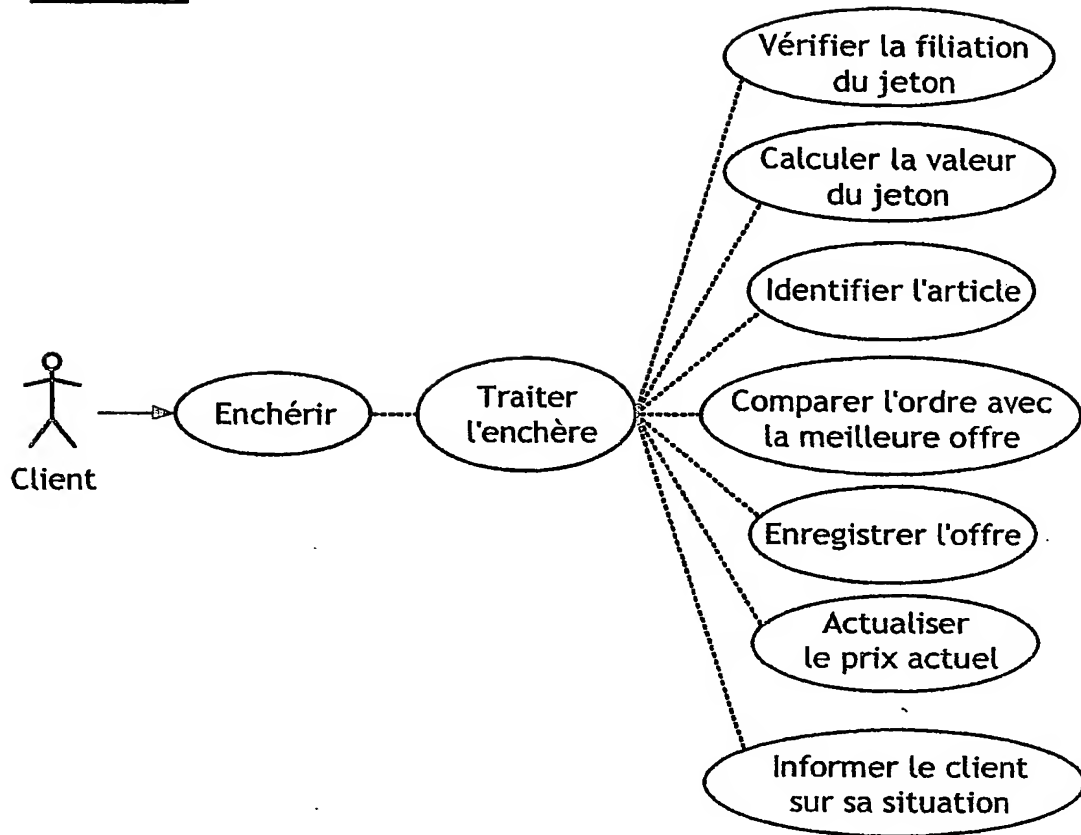 Vérifier la filiation
du jeton
Calculer la valeur
du jeton
Identifier l'article
Client
Enchérir
Traiter
l'enchère
Comparer l'ordre avec
la meilleure offre
Enregistrer l'offre
Actualiser
le prix actuel
Informer le client
sur sa situation